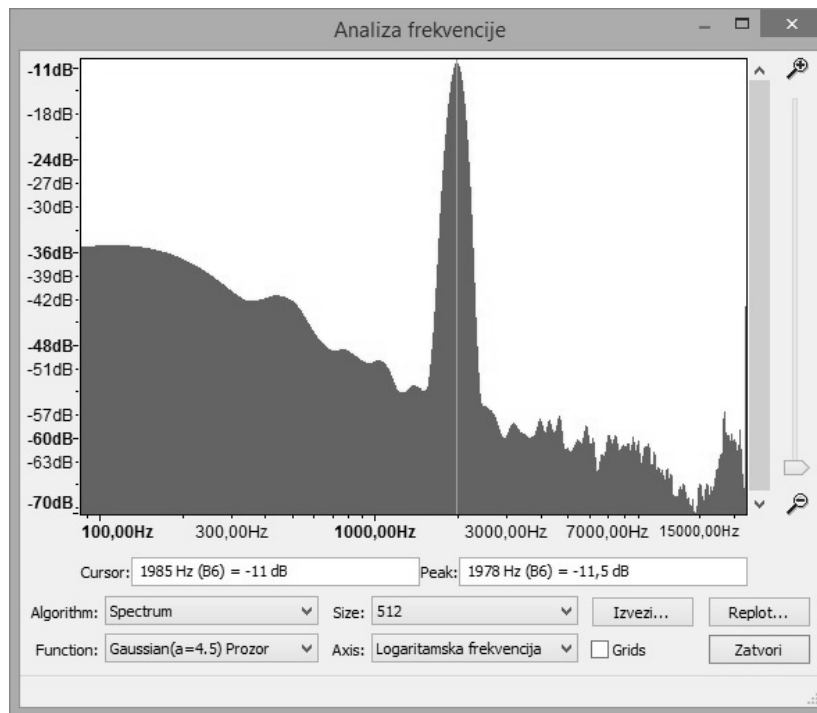 Analiza frekvencije
-11dB
-18dB
-24dB
-27dB
-30dB
-36dB
-39dB
-42dB
-48dB
-51dB
-57dB
-60dB
-63dB
-70dB
100,00Hz 300,00Hz 1000,00Hz 3000,00Hz 7000,00Hz 15000,00Hz
Cursor: 1985 Hz (B6) = -11 dB Peak: 1978 Hz (B6) = -11,5 dB
Algorithm: Spectrum Size: 512 Izvezi... Replot...
Function: Gaussian(a=4.5) Prozor Axis: Logaritamska frekvencija Grids Zatvori